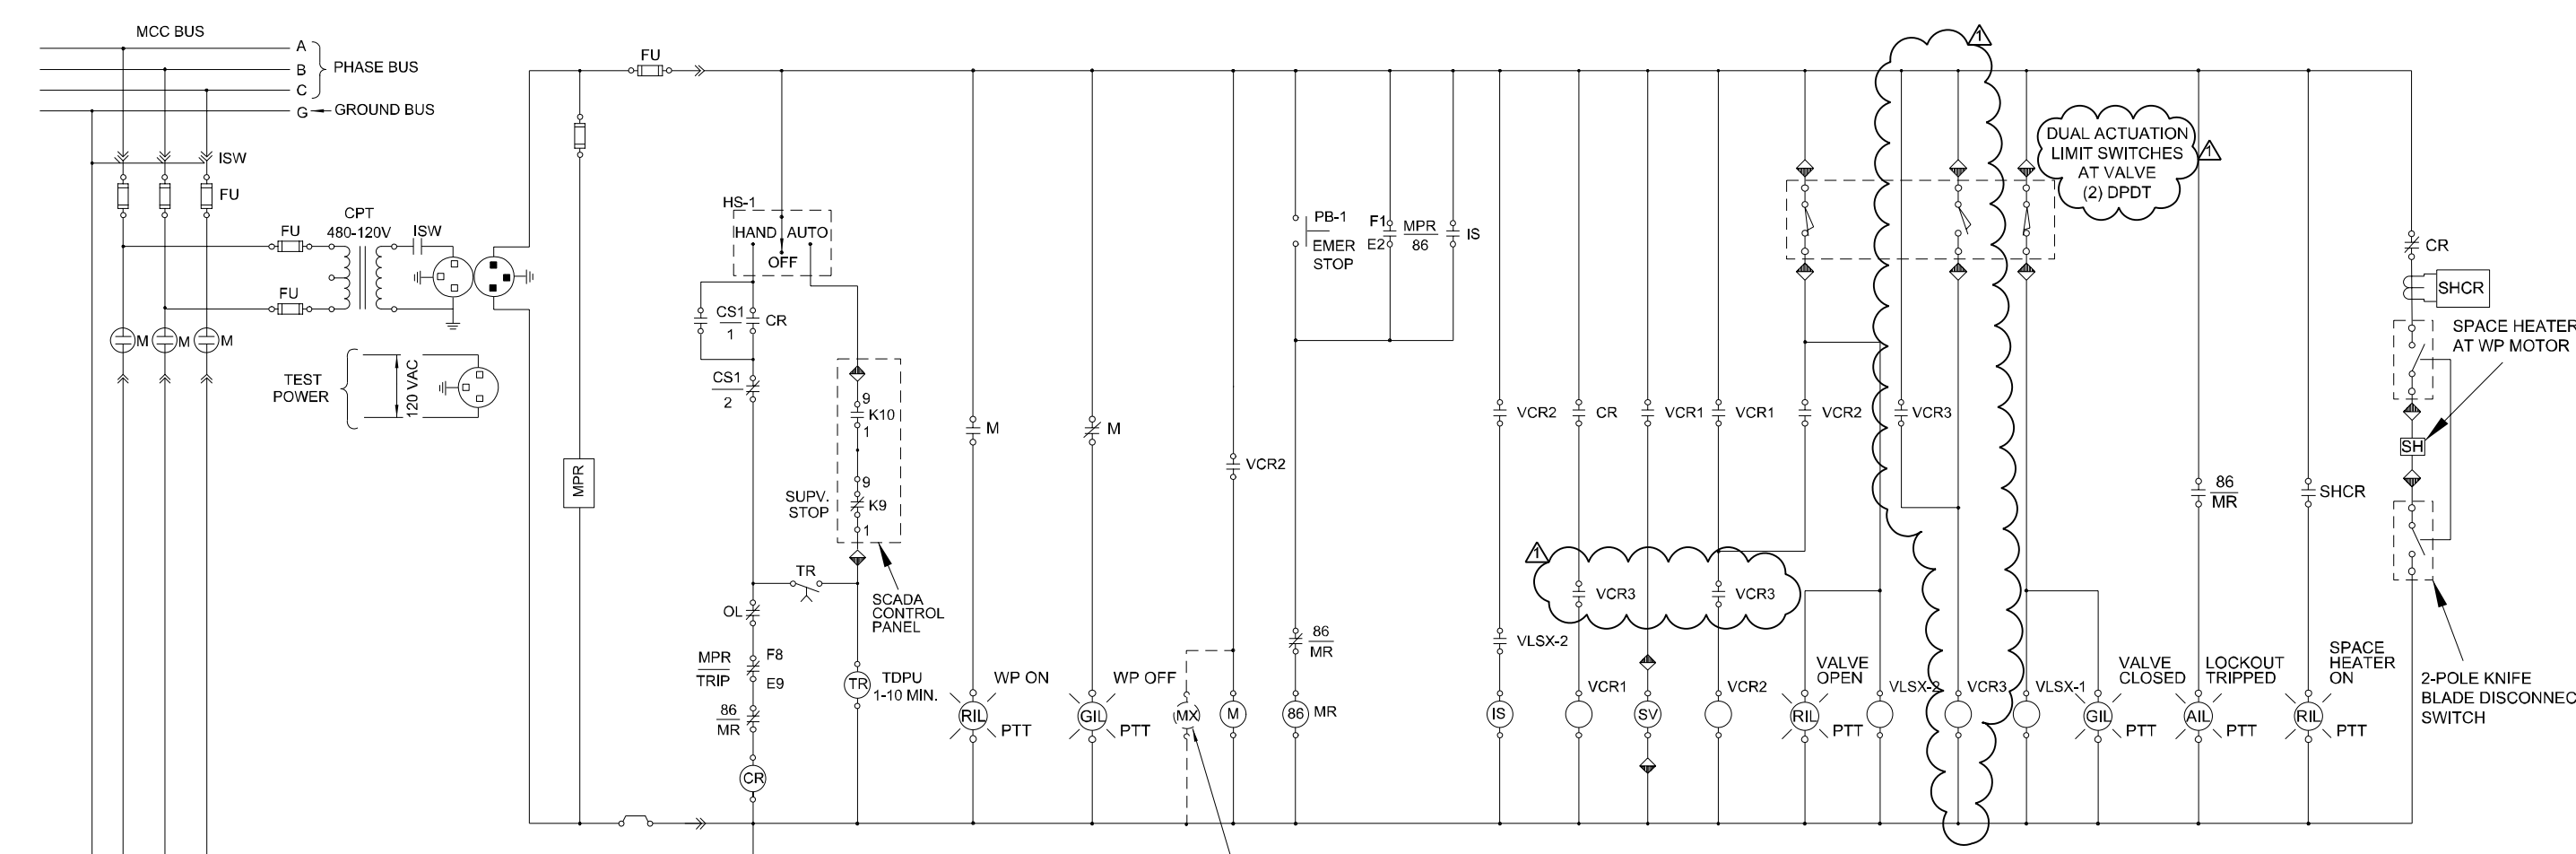 MCC BUS
A
B
C
PHASE BUS
G
GROUND BUS
ISW
FU
CPT
480-120V
ISW
FU
FU
M
M
M
TEST
POWER
120 VAC
FU
MPR
HS-1
HAND
AUTO
OFF
CS1
1
CR
CS1
2
9
K10
1
9
K9
1
SUPV.
STOP
SCADA
CONTROL
PANEL
TR
OL
MPR
TRIP
F8
E9
86
MR
CR
TR
TDPU
1-10 MIN.
M
WP ON
RIL
PTT
M
WP OFF
GIL
PTT
MX
VCR2
M
PB-1
EMER
STOP
F1
E2
MPR
86
IS
86
MR
86
MR
VCR2
VLSX-2
IS
CR
VCR3
VCR1
VCR1
SV
VCR1
VCR3
VCR2
1
VCR2
VALVE
OPEN
RIL
PTT
VLSX-2
VCR3
VCR3
1
DUAL ACTUATION
LIMIT SWITCHES
AT VALVE
(2) DPDT
1
VLSX-1
VALVE
CLOSED
GIL
PTT
86
MR
LOCKOUT
TRIPPED
AIL
PTT
SHCR
SPACE
HEATER
ON
RIL
PTT
CR
SHCR
SPACE HEATER
AT WP MOTOR
SH
2-POLE KNIFE
BLADE DISCONNEC
SWITCH